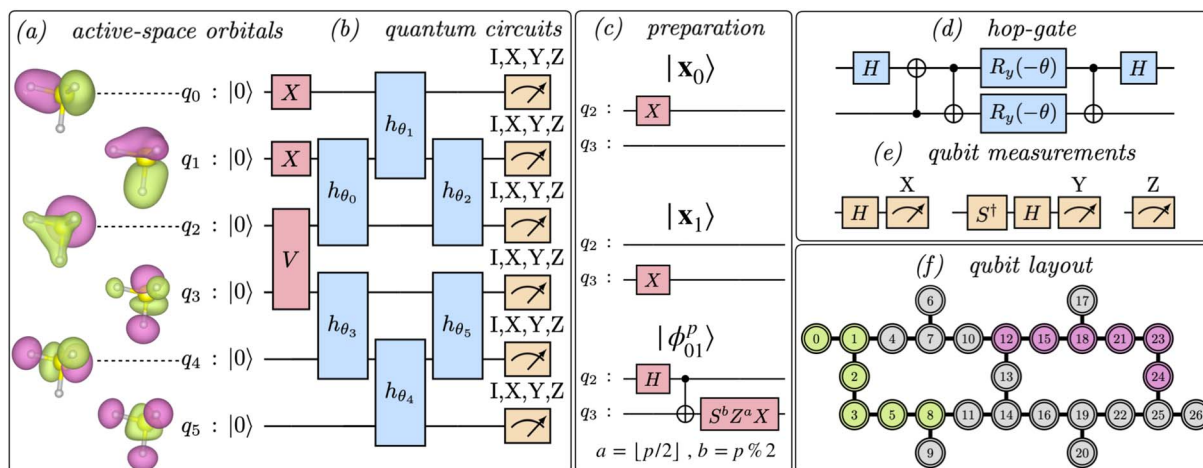 (a) active-space orbitals
(b) quantum circuits
I,X,Y,Z
q₀ : |0⟩ X
I,X,Y,Z
hθ₁
q₁ : |0⟩ X
I,X,Y,Z
hθ₀ hθ₂
q₂ : |0⟩
V
I,X,Y,Z
q₃ : |0⟩
I,X,Y,Z
hθ₃ hθ₅
q₄ : |0⟩
I,X,Y,Z
hθ₄
q₅ : |0⟩
(c) preparation
|x₀⟩
q₂ : X
q₃ :
|x₁⟩
q₂ :
q₃ : X
|ϕᵖ₀₁⟩
q₂ : H
q₃ : SᵇZᵃX
a = ⌊p/2⌋ , b = p % 2
(d) hop-gate
H Ry(−θ) H
Ry(−θ)
(e) qubit measurements
X Y Z
H S† H
(f) qubit layout
6 17
0 1 4 7 10 12 15 18 21 23
2 13 24
3 5 8 11 14 16 19 22 25 26
9 20